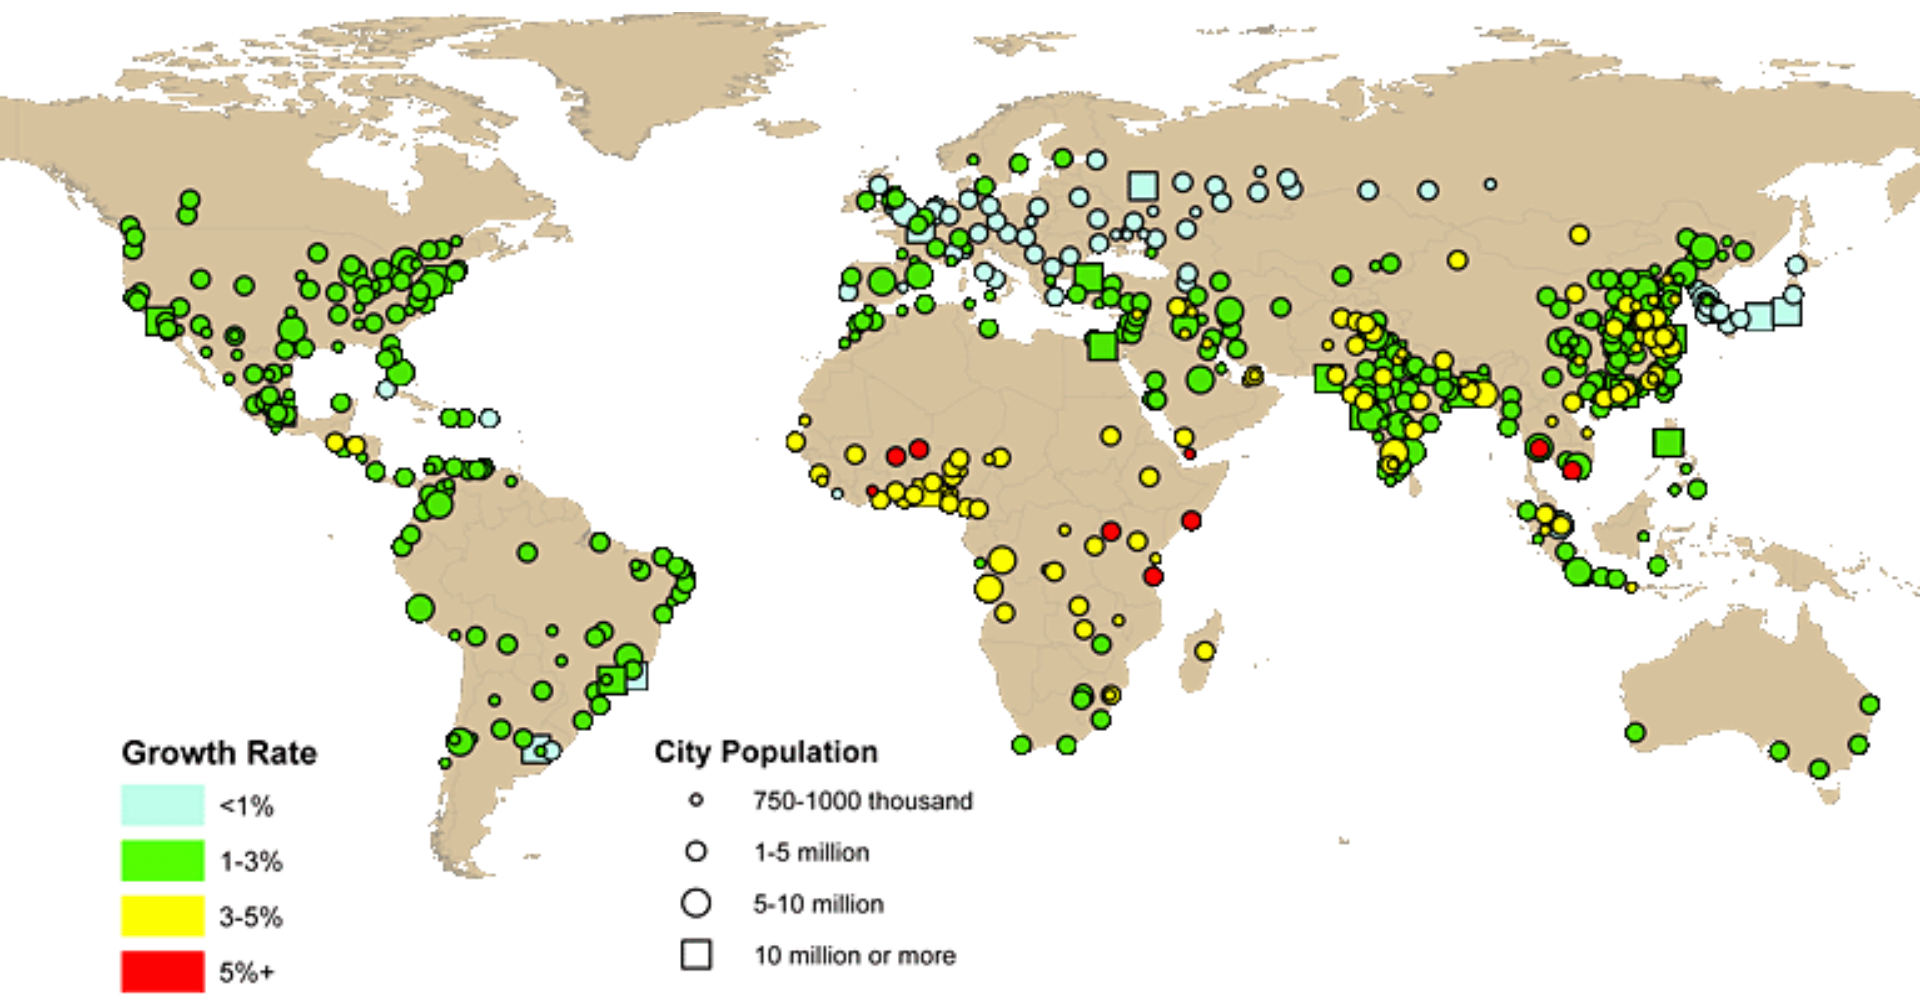 Growth Rate
<1%
1-3%
3-5%
5%+
City Population
750-1000 thousand
1-5 million
5-10 million
10 million or more